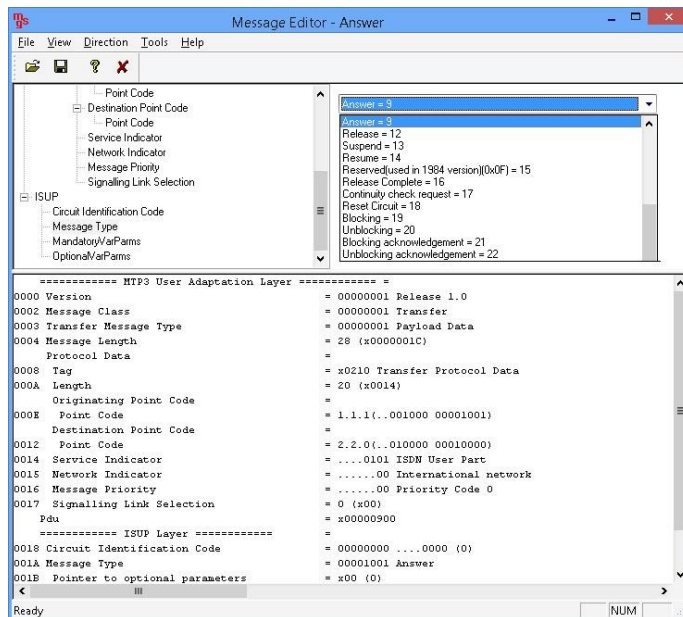 mgs
Message Editor - Answer
File View Direction Tools Help
Point Code
Destination Point Code
Point Code
Service Indicator
Network Indicator
Message Priority
Signalling Link Selection
ISUP
Circuit Identification Code
Message Type
MandatoryVarParms
OptionalVarParms
Answer = 9
Answer = 9
Release = 12
Suspend = 13
Resume = 14
Reserved(used in 1984 version)(0x0F) = 15
Release Complete = 16
Continuity check request = 17
Reset Circuit = 18
Blocking = 19
Unblocking = 20
Blocking acknowledgement = 21
Unblocking acknowledgement = 22
============ MTP3 User Adaptation Layer ============ =
0000 Version = 00000001 Release 1.0
0002 Message Class = 00000001 Transfer
0003 Transfer Message Type = 00000001 Payload Data
0004 Message Length = 28 (x0000001C)
Protocol Data =
0008 Tag = x0210 Transfer Protocol Data
000A Length = 20 (x0014)
Originating Point Code =
000E Point Code = 1.1.1(..001000 00001001)
Destination Point Code =
0012 Point Code = 2.2.0(..010000 00010000)
0014 Service Indicator = ....0101 ISDN User Part
0015 Network Indicator = ......00 International network
0016 Message Priority = ......00 Priority Code 0
0017 Signalling Link Selection = 0 (x00)
Pdu = x00000900
============ ISUP Layer ============ =
0018 Circuit Identification Code = 00000000 ....0000 (0)
001A Message Type = 00001001 Answer
001B Pointer to optional parameters = x00 (0)
Ready
NUM